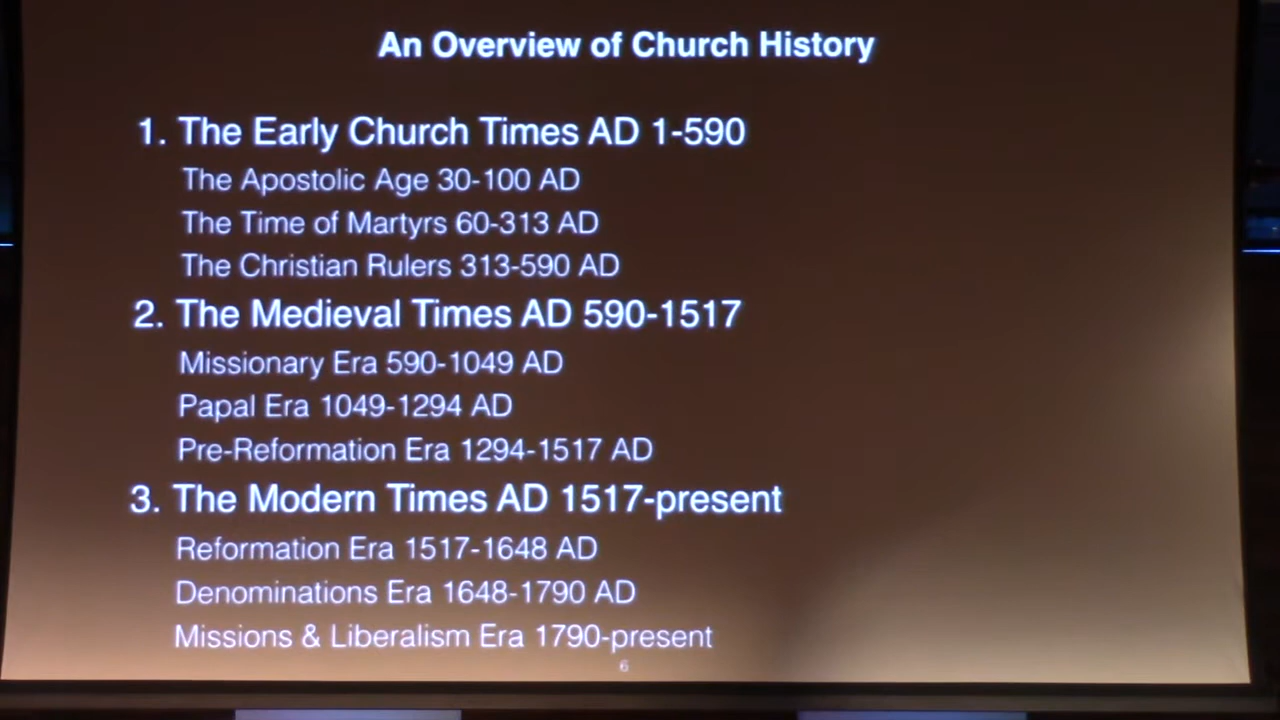 An Overview of Church History
1. The Early Church Times AD 1-590
The Apostolic Age 30-100 AD
The Time of Martyrs 60-313 AD
The Christian Rulers 313-590 AD
2. The Medieval Times AD 590-1517
Missionary Era 590-1049 AD
Papal Era 1049-1294 AD
Pre-Reformation Era 1294-1517 AD
3. The Modern Times AD 1517-present
Reformation Era 1517-1648 AD
Denominations Era 1648-1790 AD
Missions & Liberalism Era 1790-present
6